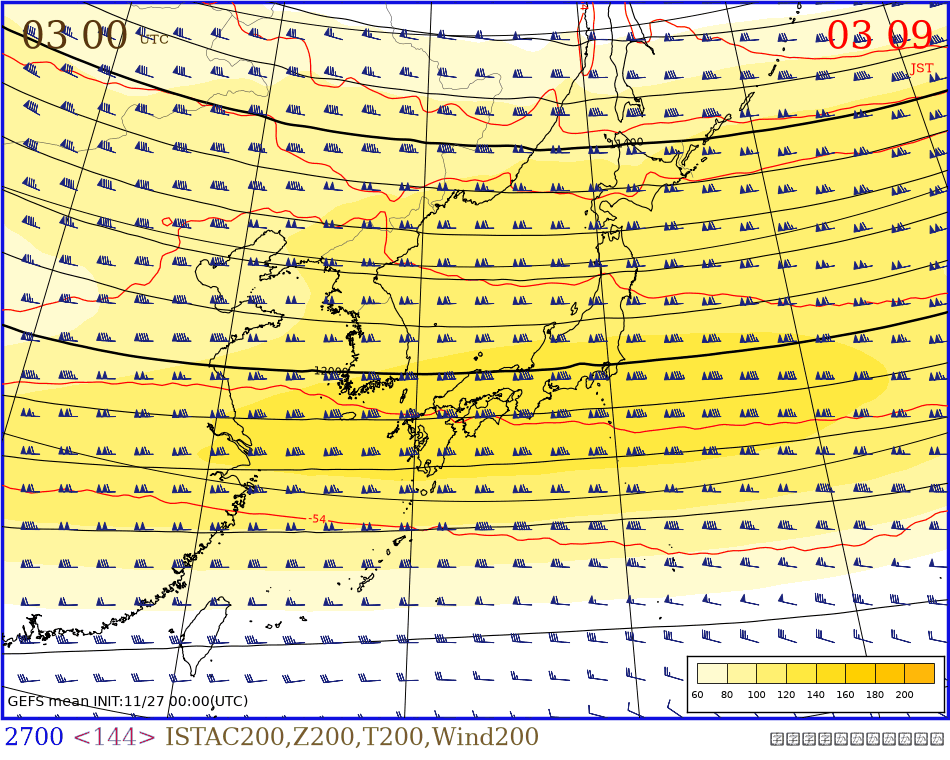 03 00 UTC
03 09
JST
12000
-54
60 80 100 120 140 160 180 200
GEFS mean INIT:11/27 00:00(UTC)
2700 <144> ISTAC200,Z200,T200,Wind200